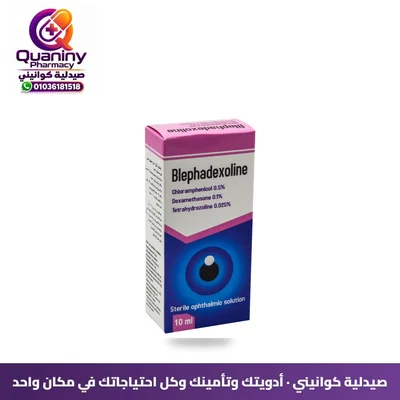 Quaniny
Pharmacy
صيدلية كوانيني
01036181518
Blephadexoline
Blephadexoline
Chloramphenicol 0.5%
Dexamethasone 0.1%
Tetrahydrozoline 0.025%
Sterile ophthalmic solution
10 ml
صيدلية كوانيني - أدويتك وتأمينك وكل احتياجاتك في مكان واحد